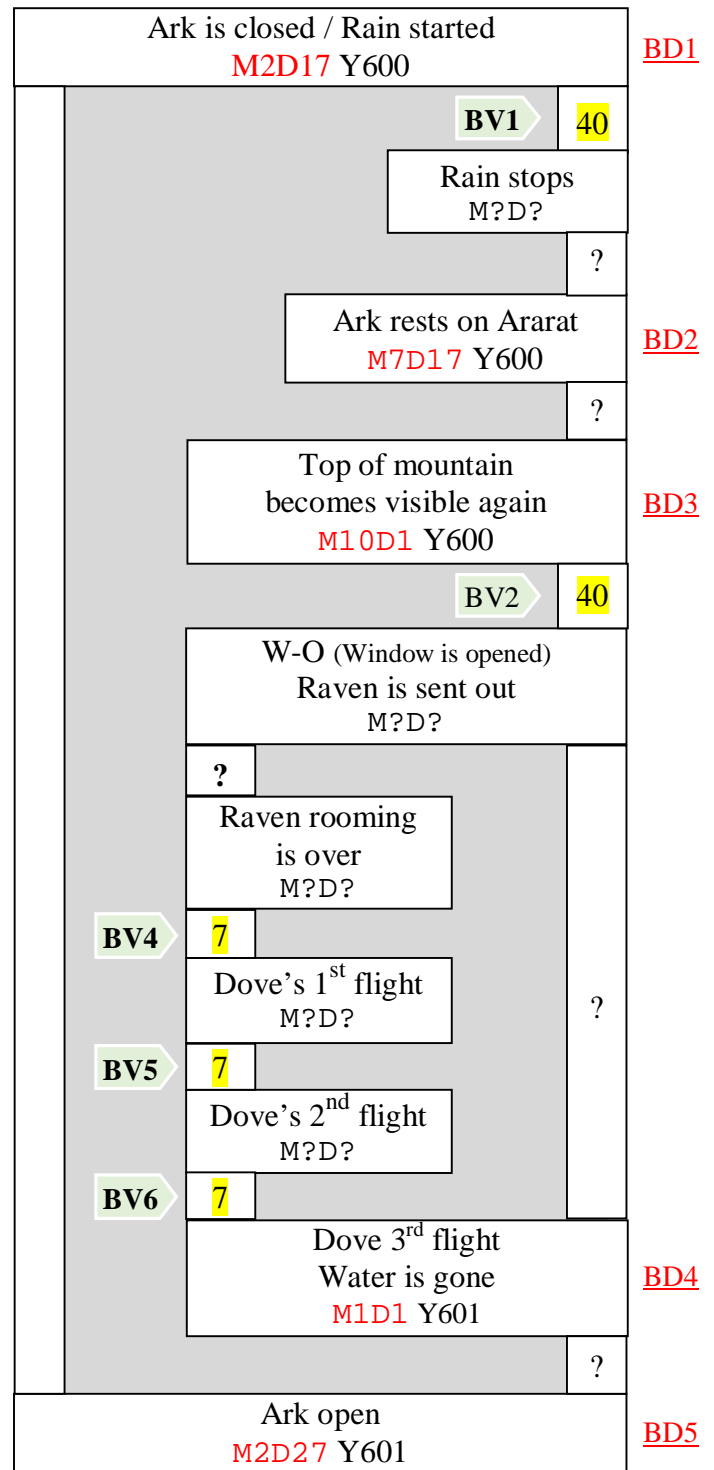 Ark is closed / Rain started
M2D17 Y600
BD1
BV1
40
Rain stops
M?D?
?
Ark rests on Ararat
M7D17 Y600
BD2
?
Top of mountain
becomes visible again
M10D1 Y600
BD3
BV2
40
W-O (Window is opened)
Raven is sent out
M?D?
?
Raven rooming
is over
M?D?
BV4
7
Dove's 1st flight
M?D?
?
BV5
7
Dove's 2nd flight
M?D?
BV6
7
Dove 3rd flight
Water is gone
M1D1 Y601
BD4
?
Ark open
M2D27 Y601
BD5